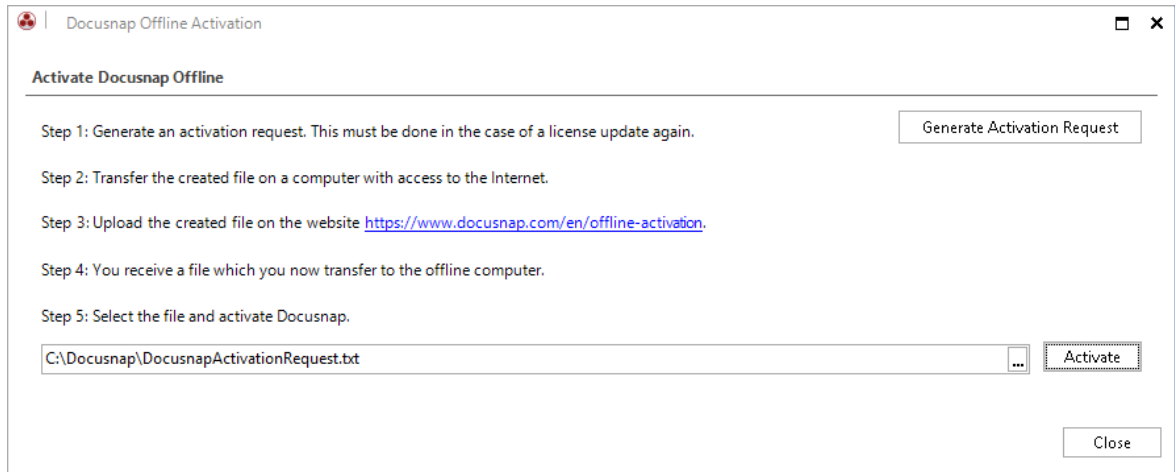 Docusnap Offline Activation
Activate Docusnap Offline
Step 1: Generate an activation request. This must be done in the case of a license update again.
Generate Activation Request
Step 2: Transfer the created file on a computer with access to the Internet.
Step 3: Upload the created file on the website https://www.docusnap.com/en/offline-activation.
Step 4: You receive a file which you now transfer to the offline computer.
Step 5: Select the file and activate Docusnap.
C:\Docusnap\DocusnapActivationRequest.txt
...
Activate
Close